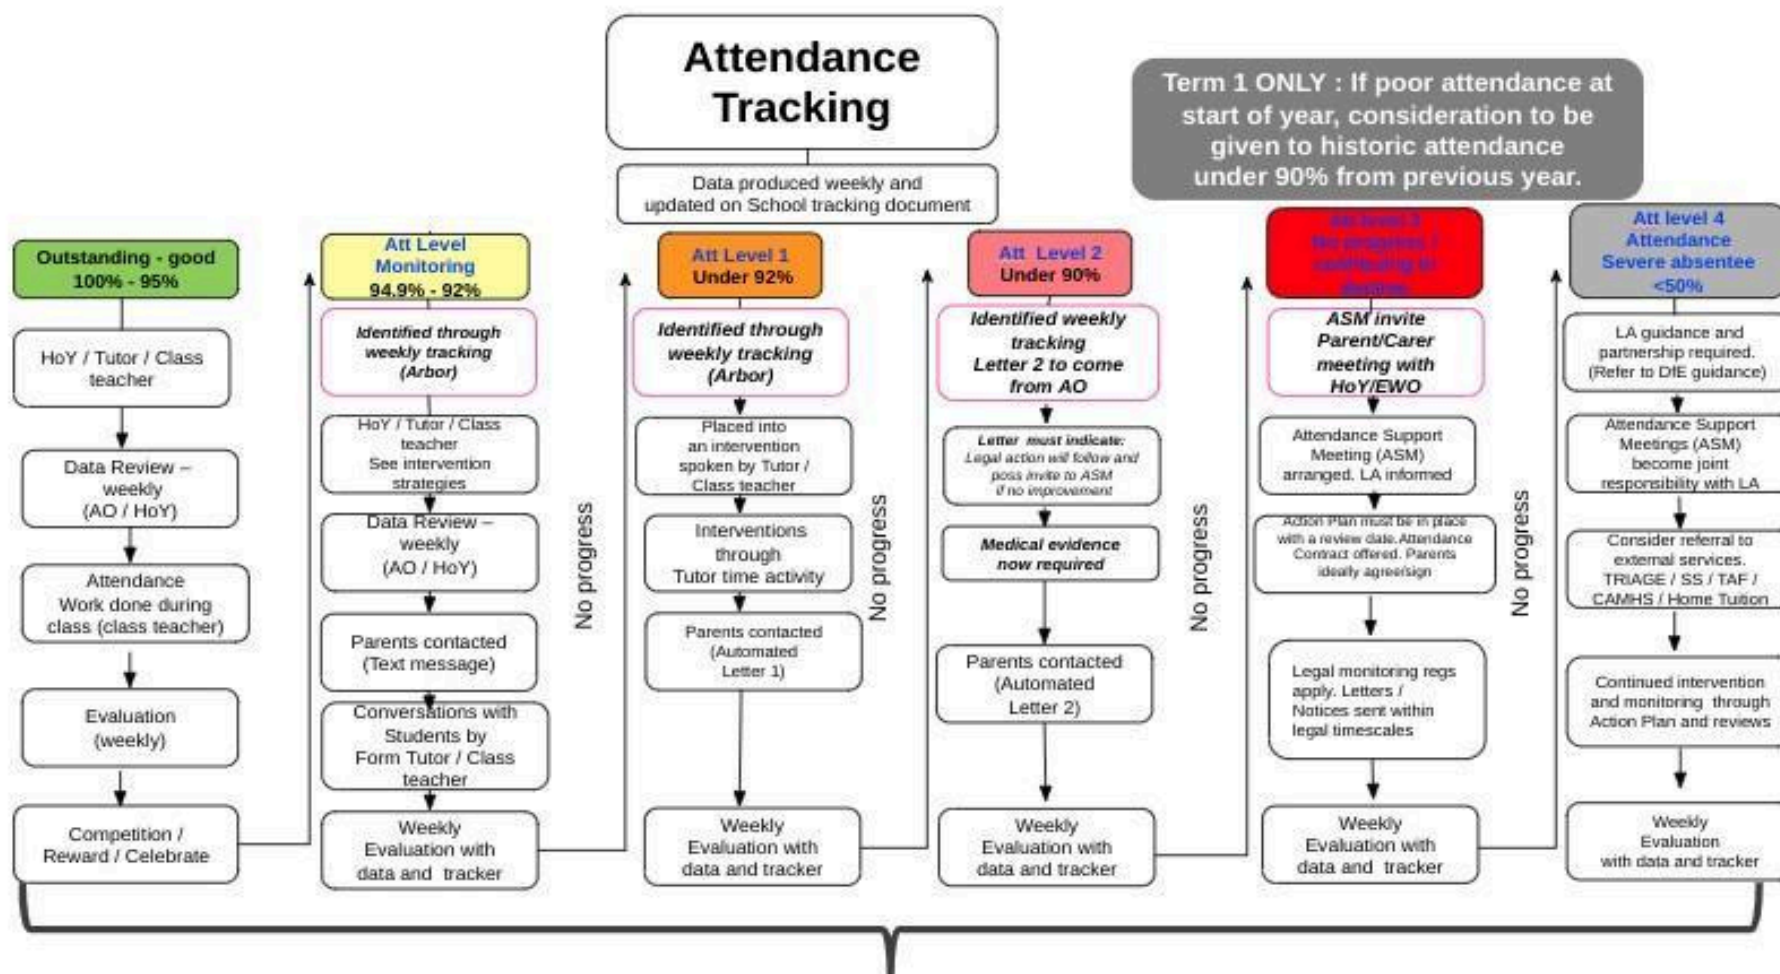 Attendance
Tracking
Data produced weekly and
updated on School tracking document
Term 1 ONLY : If poor attendance at
start of year, consideration to be
given to historic attendance
under 90% from previous year.
Outstanding - good
100% - 95%
HoY / Tutor / Class
teacher
Data Review –
weekly
(AO / HoY)
Attendance
Work done during
class (class teacher)
Evaluation
(weekly)
Competition /
Reward / Celebrate
Att Level
Monitoring
94.9% - 92%
Identified through
weekly tracking
(Arbor)
HoY / Tutor / Class
teacher
See intervention
strategies
Data Review –
weekly
(AO / HoY)
Parents contacted
(Text message)
Conversations with
Students by
Form Tutor / Class
teacher
Weekly
Evaluation with
data and tracker
No progress
Att Level 1
Under 92%
Identified through
weekly tracking
(Arbor)
Placed into
an intervention
spoken by Tutor /
Class teacher
Interventions
through
Tutor time activity
Parents contacted
(Automated
Letter 1)
Weekly
Evaluation with
data and tracker
No progress
Att Level 2
Under 90%
Identified weekly
tracking
Letter 2 to come
from AO
Letter must indicate:
Legal action will follow and
poss invite to ASM
if no improvement
Medical evidence
now required
Parents contacted
(Automated
Letter 2)
Weekly
Evaluation with
data and tracker
No progress
Att level 3
No progress /
contributing to
decline
ASM invite
Parent/Carer
meeting with
HoY/EWO
Attendance Support
Meeting (ASM)
arranged. LA informed
Action Plan must be in place
with a review date.Attendance
Contract offered. Parents
ideally agree/sign
Legal monitoring regs
apply. Letters /
Notices sent within
legal timescales
Weekly
Evaluation with
data and tracker
No progress
Att level 4
Attendance
Severe absentee
<50%
LA guidance and
partnership required.
(Refer to DfE guidance)
Attendance Support
Meetings (ASM)
become joint
responsibility with LA
Consider referral to
external services.
TRIAGE / SS / TAF /
CAMHS / Home Tuition
Continued intervention
and monitoring through
Action Plan and reviews
Weekly
Evaluation
with data and tracker